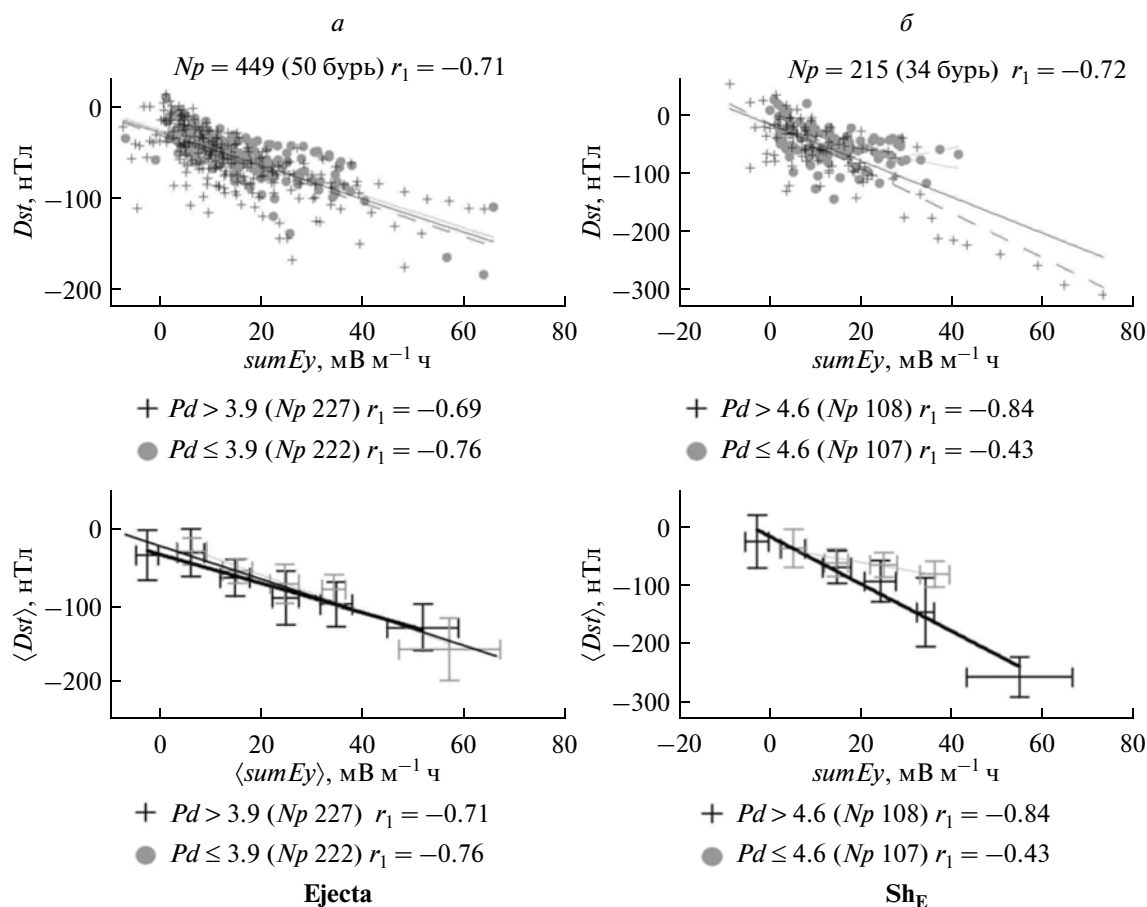 а
Np = 449 (50 бурь) r₁ = −0.71
0
−100
−200
Dst, нТл
0
20
40
60
80
sumEy, мВ м⁻¹ ч
Pd > 3.9 (Np 227) r₁ = −0.69
Pd ≤ 3.9 (Np 222) r₁ = −0.76
б
Np = 215 (34 бурь) r₁ = −0.72
0
−100
−200
−300
Dst, нТл
−20
0
20
40
60
80
sumEy, мВ м⁻¹ ч
Pd > 4.6 (Np 108) r₁ = −0.84
Pd ≤ 4.6 (Np 107) r₁ = −0.43
0
−100
−200
⟨Dst⟩, нТл
0
20
40
60
80
⟨sumEy⟩, мВ м⁻¹ ч
Pd > 3.9 (Np 227) r₁ = −0.71
Pd ≤ 3.9 (Np 222) r₁ = −0.76
Ejecta
0
−100
−200
−300
⟨Dst⟩, нТл
−20
0
20
40
60
80
sumEy, мВ м⁻¹ ч
Pd > 4.6 (Np 108) r₁ = −0.84
Pd ≤ 4.6 (Np 107) r₁ = −0.43
Sh_E